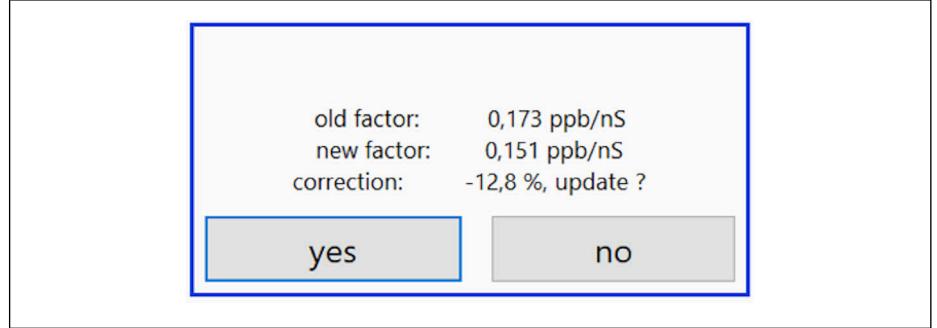 old factor: 0,173 ppb/nS
new factor: 0,151 ppb/nS
correction: -12,8 %, update ?
yes no